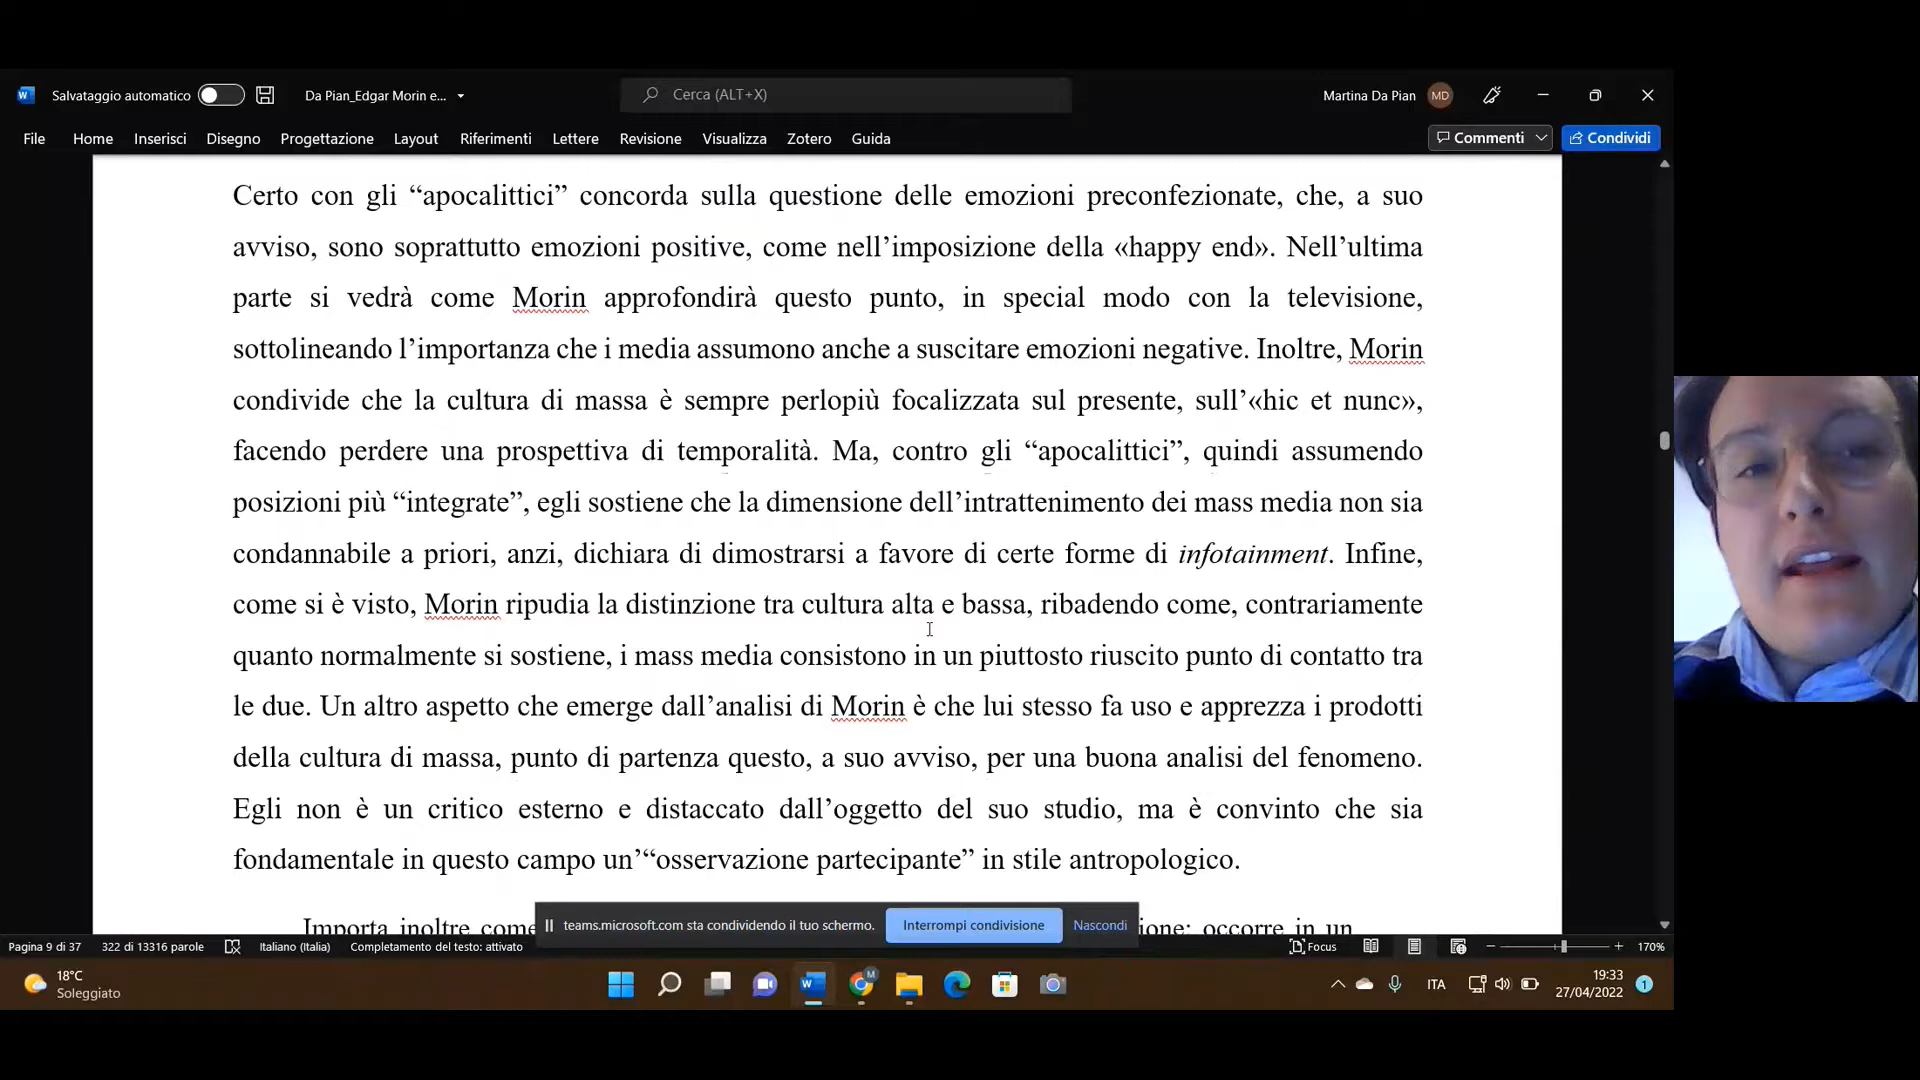 Salvataggio automatico
Da Pian_Edgar Morin e...
Cerca (ALT+X)
Martina Da Pian
MD
File Home Inserisci Disegno Progettazione Layout Riferimenti Lettere Revisione Visualizza Zotero Guida
Commenti
Condividi
Certo con gli “apocalittici” concorda sulla questione delle emozioni preconfezionate, che, a suo
avviso, sono soprattutto emozioni positive, come nell’imposizione della «happy end». Nell’ultima
parte si vedrà come Morin approfondirà questo punto, in special modo con la televisione,
sottolineando l’importanza che i media assumono anche a suscitare emozioni negative. Inoltre, Morin
condivide che la cultura di massa è sempre perlopiù focalizzata sul presente, sull’«hic et nunc»,
facendo perdere una prospettiva di temporalità. Ma, contro gli “apocalittici”, quindi assumendo
posizioni più “integrate”, egli sostiene che la dimensione dell’intrattenimento dei mass media non sia
condannabile a priori, anzi, dichiara di dimostrarsi a favore di certe forme di infotainment. Infine,
come si è visto, Morin ripudia la distinzione tra cultura alta e bassa, ribadendo come, contrariamente
quanto normalmente si sostiene, i mass media consistono in un piuttosto riuscito punto di contatto tra
le due. Un altro aspetto che emerge dall’analisi di Morin è che lui stesso fa uso e apprezza i prodotti
della cultura di massa, punto di partenza questo, a suo avviso, per una buona analisi del fenomeno.
Egli non è un critico esterno e distaccato dall’oggetto del suo studio, ma è convinto che sia
fondamentale in questo campo un’“osservazione partecipante” in stile antropologico.
Importa inoltre come
ione: occorre in un
teams.microsoft.com sta condividendo il tuo schermo.
Interrompi condivisione
Nascondi
Pagina 9 di 37
322 di 13316 parole
Italiano (Italia)
Completamento del testo: attivato
Focus
170%
18°C
Soleggiato
M
ITA
19:33
27/04/2022
1